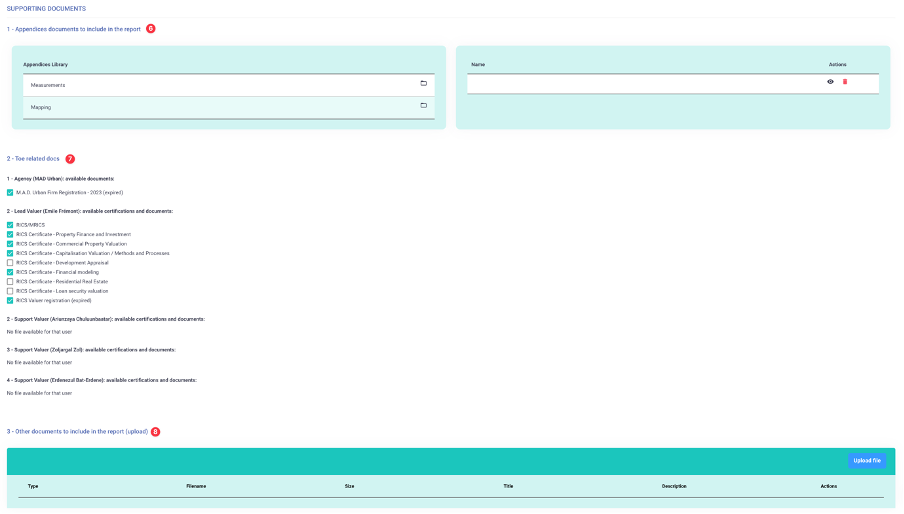 SUPPORTING DOCUMENTS
1 - Appendices documents to include in the report 6
Appendices Library
Measurements
Mapping
Name Actions
2 - Toe related docs 7
1 - Agency (MAD Urban): available documents:
M.A.D. Urban Firm Registration - 2023 (expired)
2 - Lead Valuer (Emile Frémont): available certifications and documents:
RICS/MRICS
RICS Certificate - Property Finance and Investment
RICS Certificate - Commercial Property Valuation
RICS Certificate - Capitalisation Valuation / Methods and Processes
RICS Certificate - Development Appraisal
RICS Certificate - Financial modeling
RICS Certificate - Residential Real Estate
RICS Certificate - Loan security valuation
RICS Valuer registration (expired)
2 - Support Valuer (Ariunzaya Chuluunbaatar): available certifications and documents:
No file available for that user
3 - Support Valuer (Zoljargal Zol): available certifications and documents:
No file available for that user
4 - Support Valuer (Erdenezul Bat-Erdene): available certifications and documents:
No file available for that user
3 - Other documents to include in the report (upload) 8
Upload file
Type Filename Size Title Description Actions